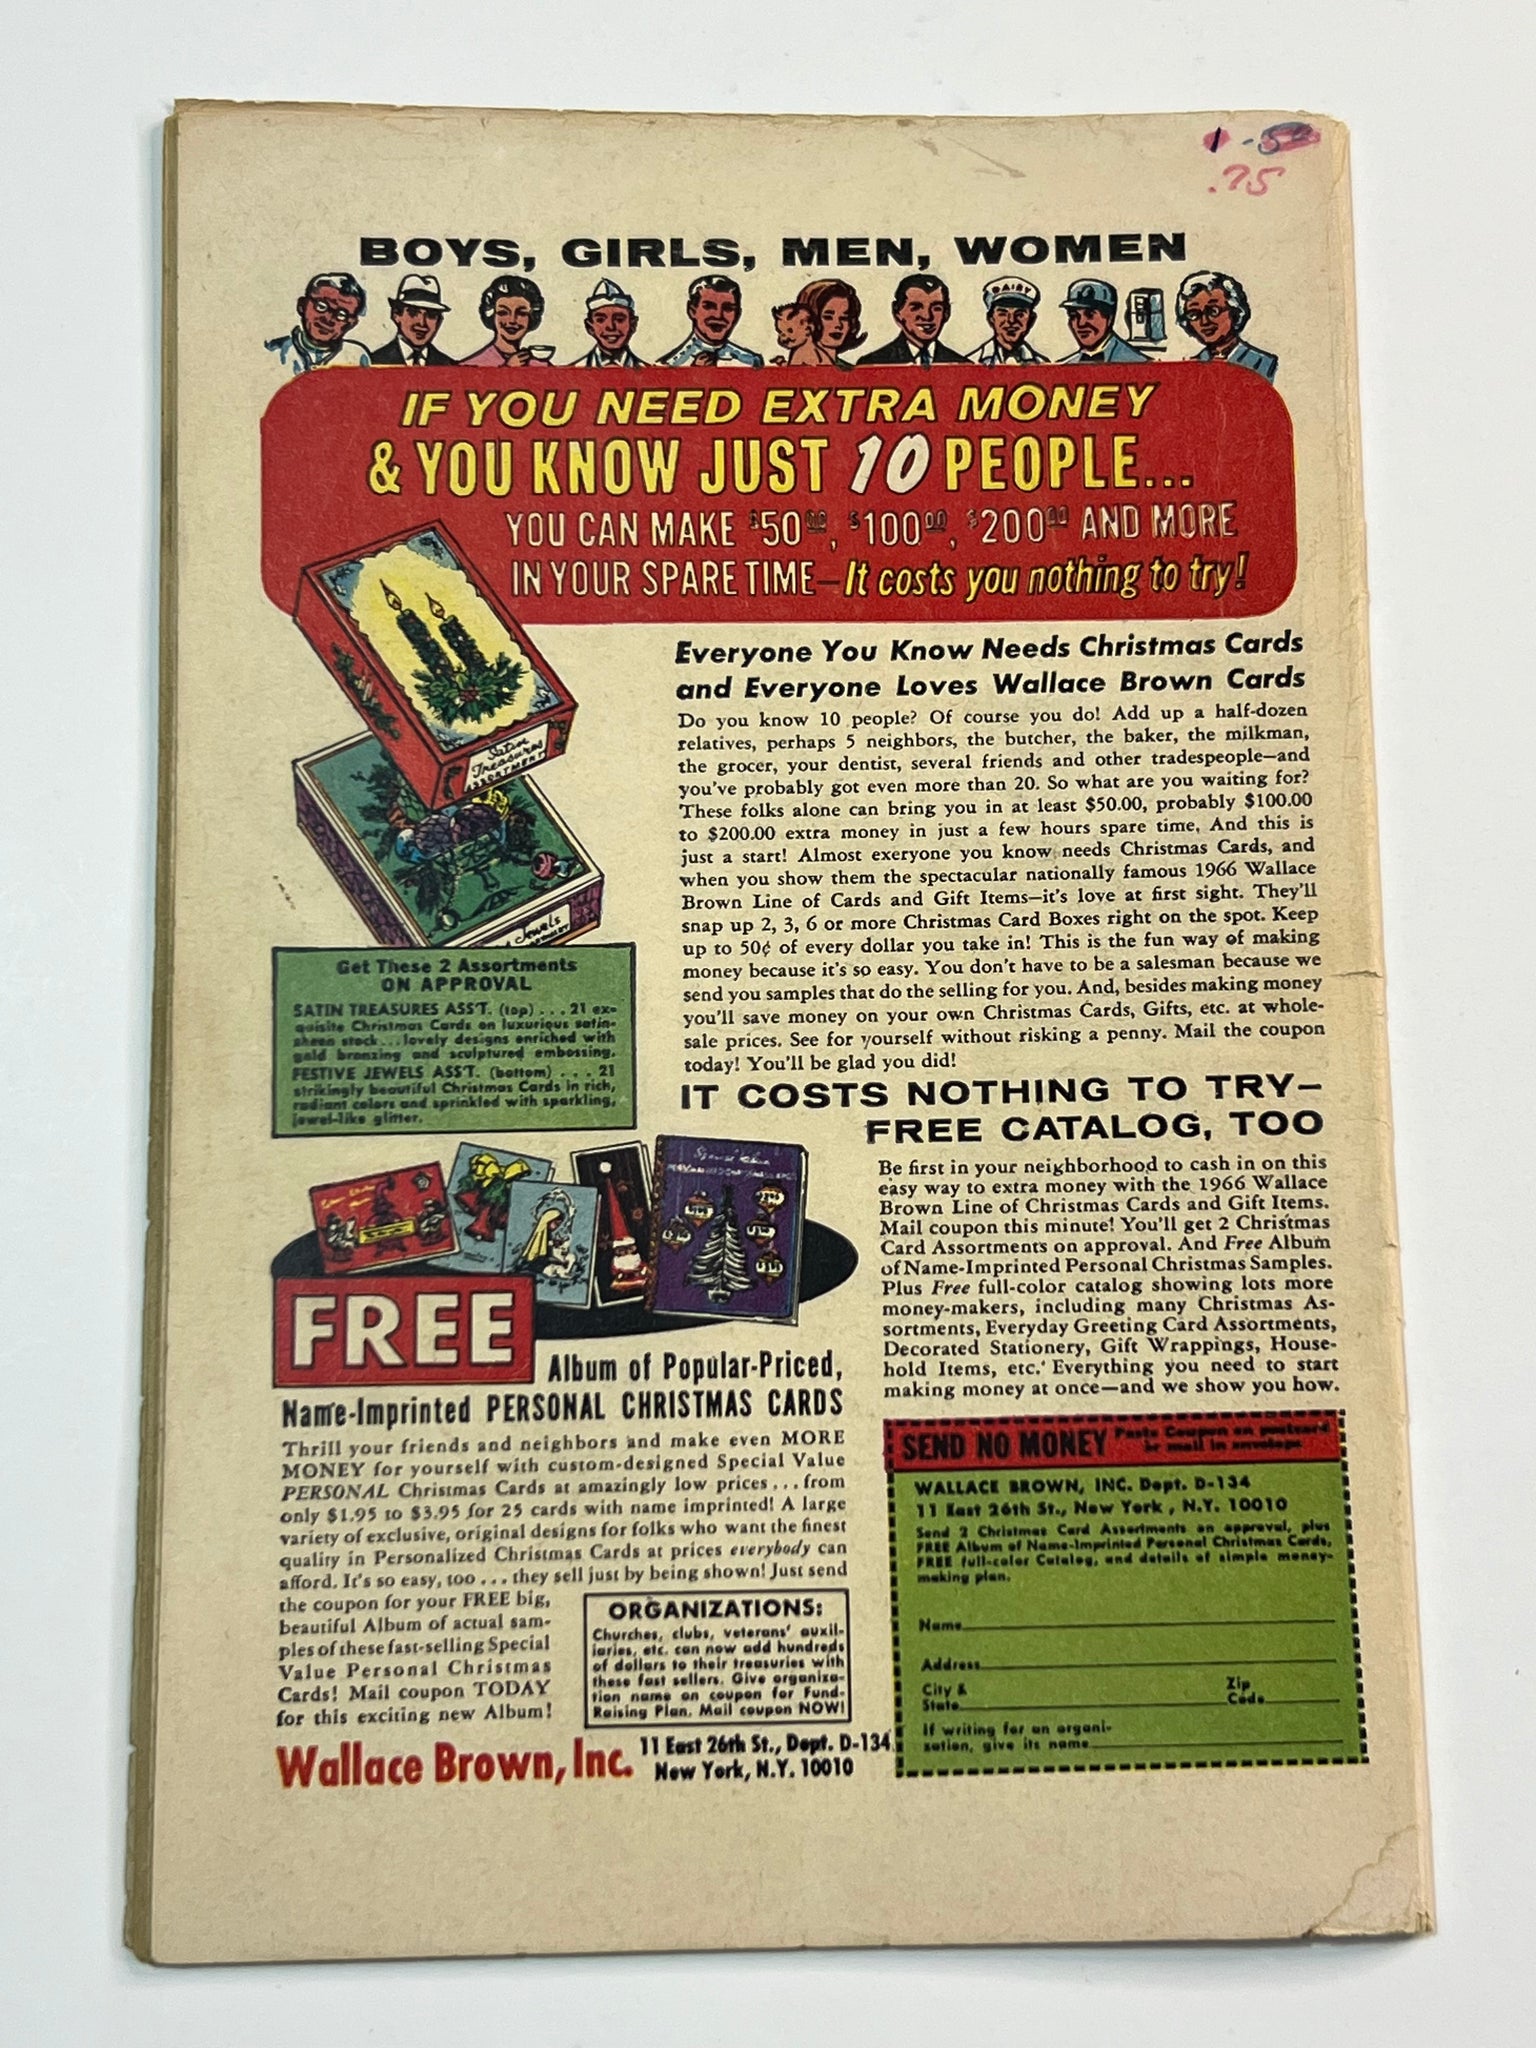 1 - 50
.75
BOYS, GIRLS, MEN, WOMEN
DAIRY
IF YOU NEED EXTRA MONEY
& YOU KNOW JUST 10 PEOPLE...
YOU CAN MAKE $50.00, $100.00, $200.00 AND MORE
IN YOUR SPARE TIME—It costs you nothing to try!
Satin
Treasures
ASSORTMENT
Jewels
Everyone You Know Needs Christmas Cards
and Everyone Loves Wallace Brown Cards
Do you know 10 people? Of course you do! Add up a half-dozen
relatives, perhaps 5 neighbors, the butcher, the baker, the milkman,
the grocer, your dentist, several friends and other tradespeople—and
you've probably got even more than 20. So what are you waiting for?
These folks alone can bring you in at least $50.00, probably $100.00
to $200.00 extra money in just a few hours spare time. And this is
just a start! Almost exeryone you know needs Christmas Cards, and
when you show them the spectacular nationally famous 1966 Wallace
Brown Line of Cards and Gift Items—it's love at first sight. They'll
snap up 2, 3, 6 or more Christmas Card Boxes right on the spot. Keep
up to 50¢ of every dollar you take in! This is the fun way of making
money because it's so easy. You don't have to be a salesman because we
send you samples that do the selling for you. And, besides making money
you'll save money on your own Christmas Cards, Gifts, etc. at whole-
sale prices. See for yourself without risking a penny. Mail the coupon
today! You'll be glad you did!
Get These 2 Assortments
ON APPROVAL
SATIN TREASURES ASS'T. (top) . . . 21 ex-
quisite Christmas Cards on luxurious satin-
sheen stock...lovely designs enriched with
gold bronzing and sculptured embossing.
FESTIVE JEWELS ASS'T. (bottom) . . . 21
strikingly beautiful Christmas Cards in rich,
radiant colors and sprinkled with sparkling,
jewel-like glitter.
IT COSTS NOTHING TO TRY—
FREE CATALOG, TOO
Be first in your neighborhood to cash in on this
easy way to extra money with the 1966 Wallace
Brown Line of Christmas Cards and Gift Items.
Mail coupon this minute! You'll get 2 Christmas
Card Assortments on approval. And Free Album
of Name-Imprinted Personal Christmas Samples.
Plus Free full-color catalog showing lots more
money-makers, including many Christmas As-
sortments, Everyday Greeting Card Assortments,
Decorated Stationery, Gift Wrappings, House-
hold Items, etc. Everything you need to start
making money at once—and we show you how.
FREE
Album of Popular-Priced,
Name-Imprinted PERSONAL CHRISTMAS CARDS
Thrill your friends and neighbors and make even MORE
MONEY for yourself with custom-designed Special Value
PERSONAL Christmas Cards at amazingly low prices . . . from
only $1.95 to $3.95 for 25 cards with name imprinted! A large
variety of exclusive, original designs for folks who want the finest
quality in Personalized Christmas Cards at prices everybody can
afford. It's so easy, too . . . they sell just by being shown! Just send
the coupon for your FREE big,
beautiful Album of actual sam-
ples of these fast-selling Special
Value Personal Christmas
Cards! Mail coupon TODAY
for this exciting new Album!
ORGANIZATIONS:
Churches, clubs, veterans' auxil-
iaries, etc. can now add hundreds
of dollars to their treasuries with
these fast sellers. Give organiza-
tion name on coupon for Fund-
Raising Plan. Mail coupon NOW!
Wallace Brown, Inc.
11 East 26th St., Dept. D-134
New York, N.Y. 10010
SEND NO MONEY Paste Coupon on postcard
or mail in envelope
WALLACE BROWN, INC. Dept. D-134
11 East 26th St., New York, N.Y. 10010
Send 2 Christmas Card Assortments on approval, plus
FREE Album of Name-Imprinted Personal Christmas Cards,
FREE full-color Catalog, and details of simple money-
making plan.
Name
Address
City & State Zip Code
If writing for an organi-
zation, give its name